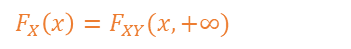 F_X(x) = F_{XY}(x, +∞)